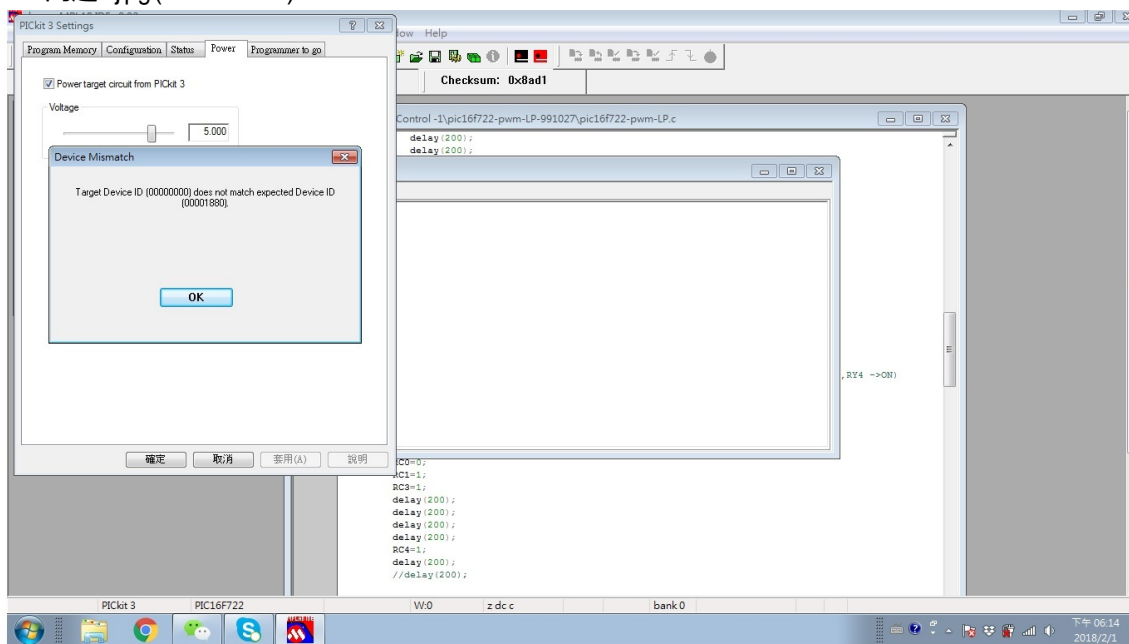 PICkit 3 Settings
Program Memory Configuration Status Power Programmer to go
Power target circuit from PICkit 3
Voltage
5.000
Device Mismatch
Target Device ID (00000000) does not match expected Device ID
(00001880).
OK
確定 取消 套用(A) 說明
Help
Checksum: 0x8ad1
Control -1\pic16f722-pwm-LP-991027\pic16f722-pwm-LP.c
delay(200);
delay(200);
,RY4 ->ON)
RC0=0;
RC1=1;
RC3=1;
delay(200);
delay(200);
delay(200);
delay(200);
RC4=1;
delay(200);
//delay(200);
PICkit 3 PIC16F722 W:0 z dc c bank 0
下午 06:14
2018/2/1